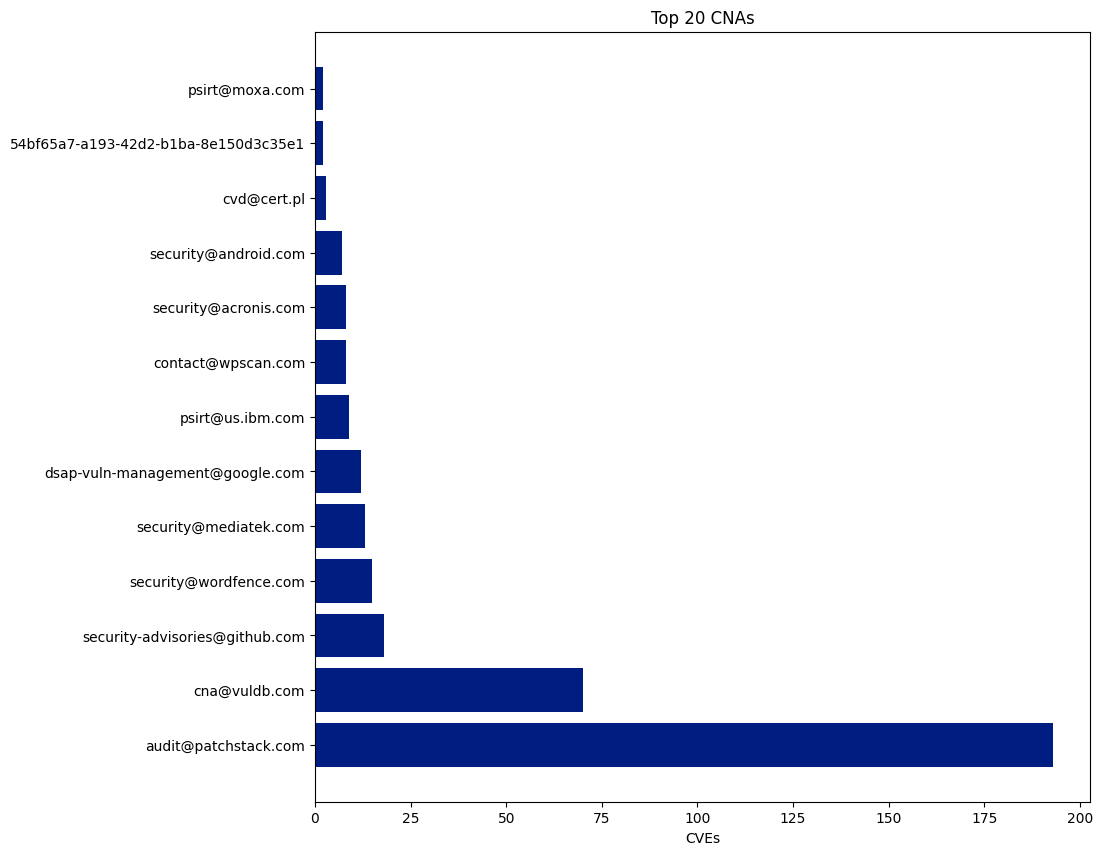 Top 20 CNAs
psirt@moxa.com
54bf65a7-a193-42d2-b1ba-8e150d3c35e1
cvd@cert.pl
security@android.com
security@acronis.com
contact@wpscan.com
psirt@us.ibm.com
dsap-vuln-management@google.com
security@mediatek.com
security@wordfence.com
security-advisories@github.com
cna@vuldb.com
audit@patchstack.com
0 25 50 75 100 125 150 175 200
CVEs